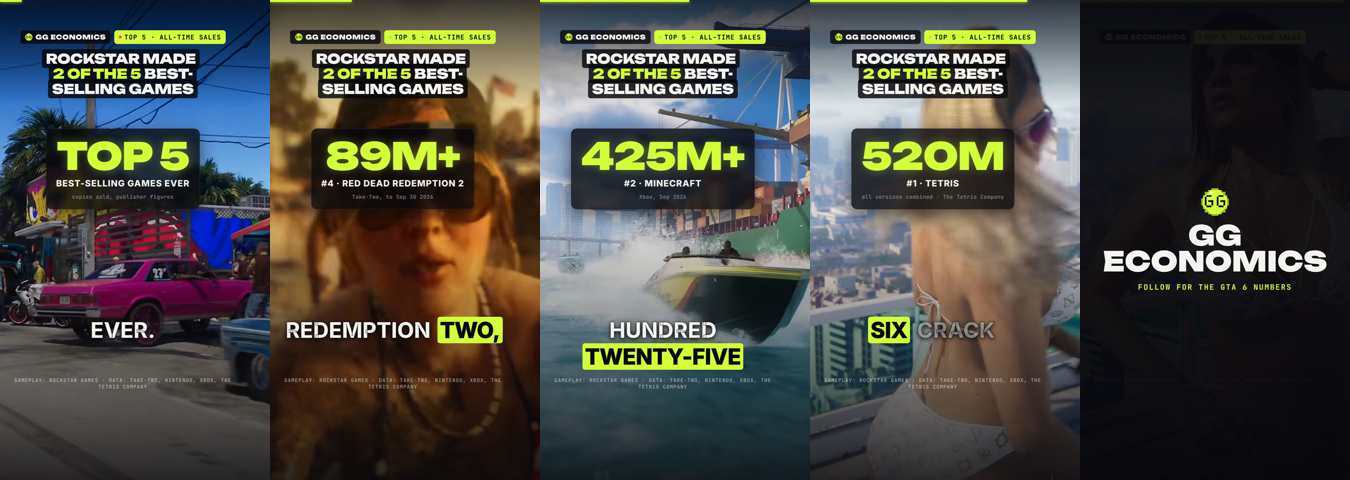 GG ECONOMICS
TOP 5 · ALL-TIME SALES
ROCKSTAR MADE
2 OF THE 5 BEST-
SELLING GAMES
TOP 5
BEST-SELLING GAMES EVER
copies sold, publisher figures
EVER.
GAMEPLAY: ROCKSTAR GAMES · DATA: TAKE-TWO, NINTENDO, XBOX, THE
TETRIS COMPANY
GG ECONOMICS
TOP 5 · ALL-TIME SALES
ROCKSTAR MADE
2 OF THE 5 BEST-
SELLING GAMES
89M+
#4 · RED DEAD REDEMPTION 2
Take-Two, to Sep 30 2026
REDEMPTION TWO,
GAMEPLAY: ROCKSTAR GAMES · DATA: TAKE-TWO, NINTENDO, XBOX, THE
TETRIS COMPANY
GG ECONOMICS
TOP 5 · ALL-TIME SALES
ROCKSTAR MADE
2 OF THE 5 BEST-
SELLING GAMES
425M+
#2 · MINECRAFT
Xbox, Sep 2026
HUNDRED
TWENTY-FIVE
GAMEPLAY: ROCKSTAR GAMES · DATA: TAKE-TWO, NINTENDO, XBOX, THE
TETRIS COMPANY
GG ECONOMICS
TOP 5 · ALL-TIME SALES
ROCKSTAR MADE
2 OF THE 5 BEST-
SELLING GAMES
520M
#1 · TETRIS
all versions combined · The Tetris Company
SIX CRACK
GAMEPLAY: ROCKSTAR GAMES · DATA: TAKE-TWO, NINTENDO, XBOX, THE
TETRIS COMPANY
GG ECONOMICS
TOP 5 · ALL-TIME SALES
GG
GG
ECONOMICS
FOLLOW FOR THE GTA 6 NUMBERS